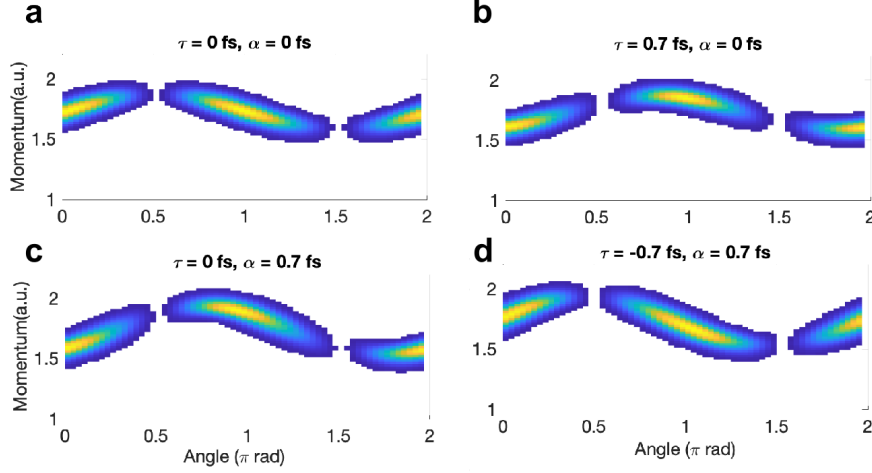 a
b
τ = 0 fs, α = 0 fs
τ = 0.7 fs, α = 0 fs
Momentum(a.u.)
2
1.5
1
0
0.5
1
1.5
2
2
1.5
1
0
0.5
1
1.5
2
c
d
τ = 0 fs, α = 0.7 fs
τ = -0.7 fs, α = 0.7 fs
Momentum(a.u.)
2
1.5
1
0
0.5
1
1.5
2
Angle (π rad)
2
1.5
1
0
0.5
1
1.5
2
Angle (π rad)